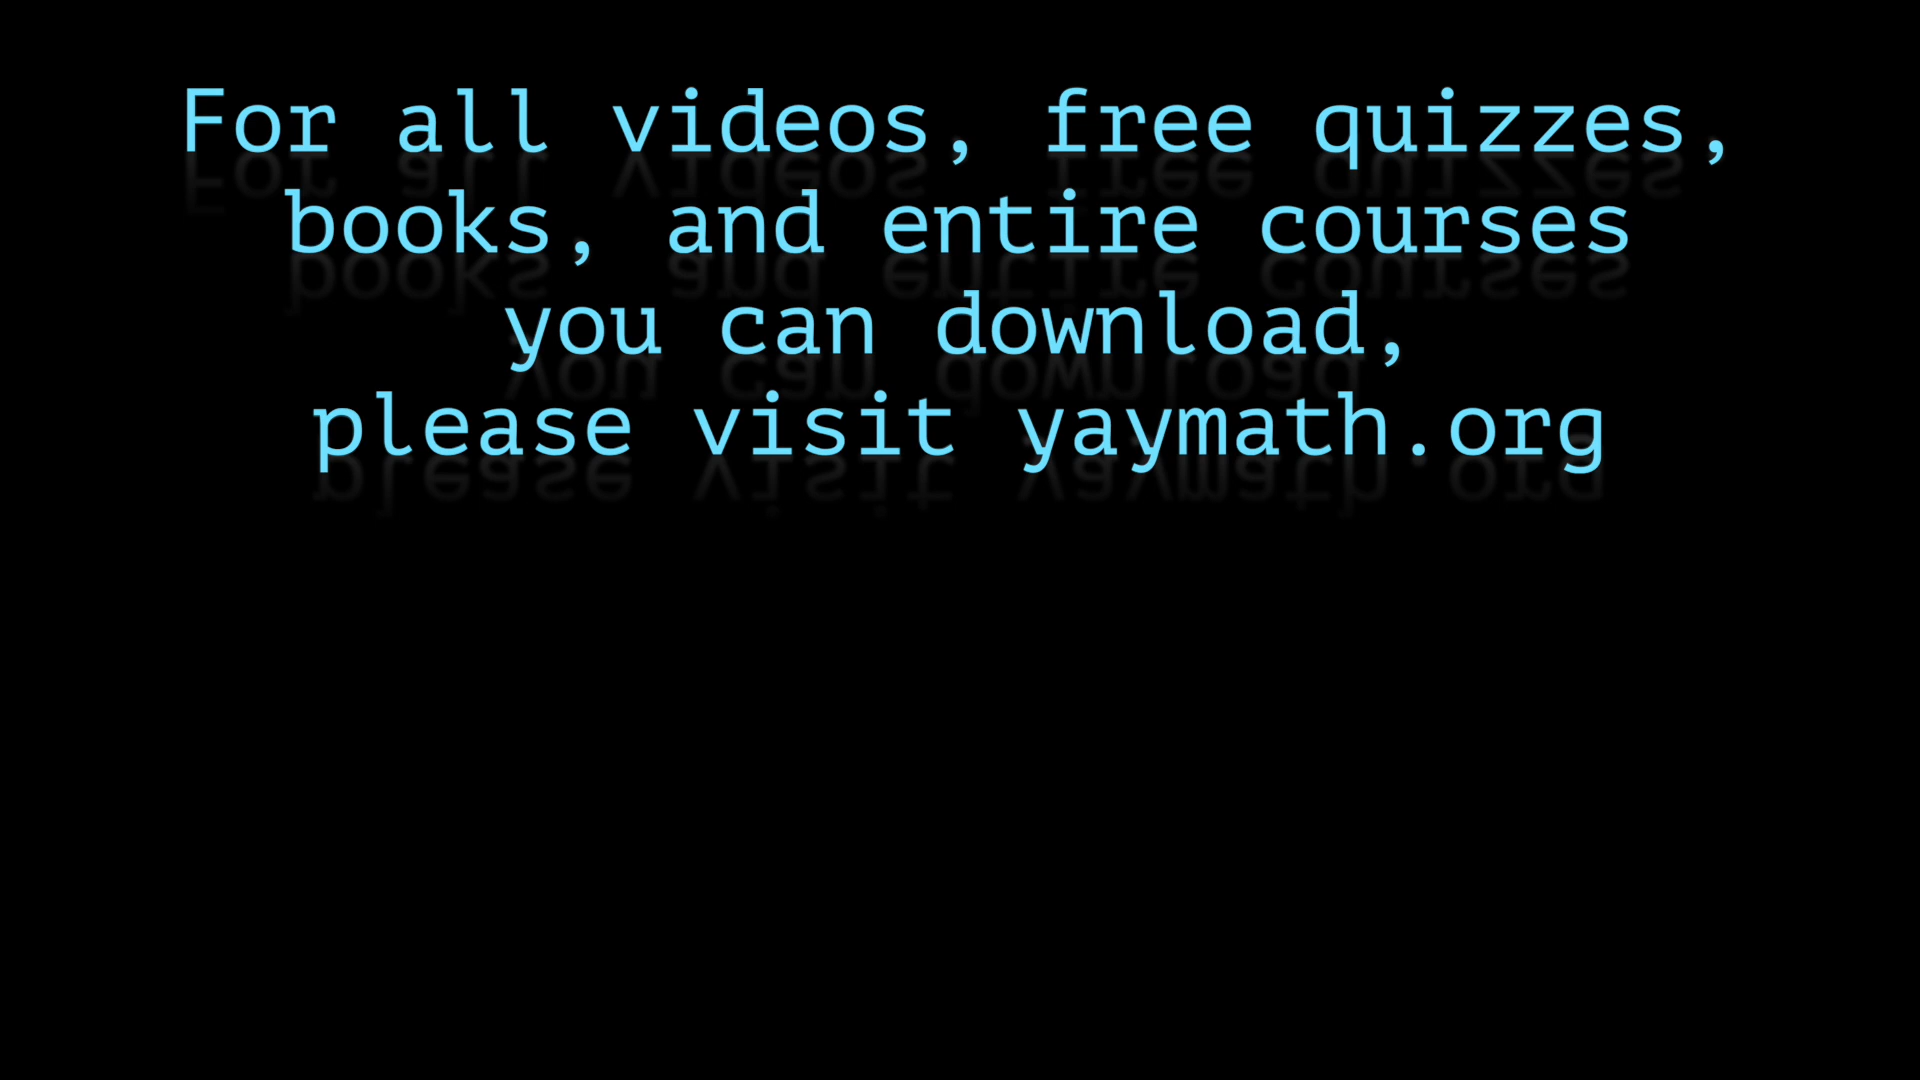 For all videos, free quizzes,
books, and entire courses
you can download,
please visit yaymath.org